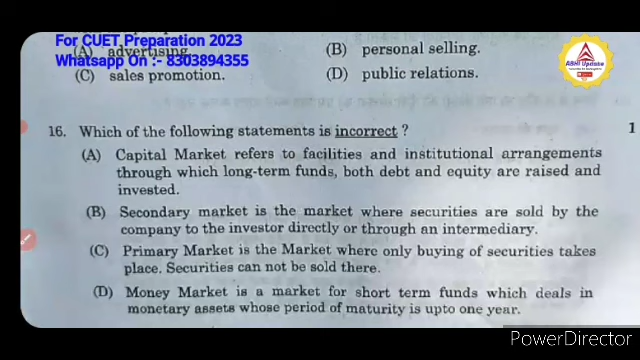 For CUET Preparation 2023
(A) advertising.
(B) personal selling.
Whatsapp On :- 8303894355
(C) sales promotion.
(D) public relations.
ABHI Update
16. Which of the following statements is incorrect ? 1
(A) Capital Market refers to facilities and institutional arrangements
through which long-term funds, both debt and equity are raised and
invested.
(B) Secondary market is the market where securities are sold by the
company to the investor directly or through an intermediary.
(C) Primary Market is the Market where only buying of securities takes
place. Securities can not be sold there.
(D) Money Market is a market for short term funds which deals in
monetary assets whose period of maturity is upto one year.
PowerDirector